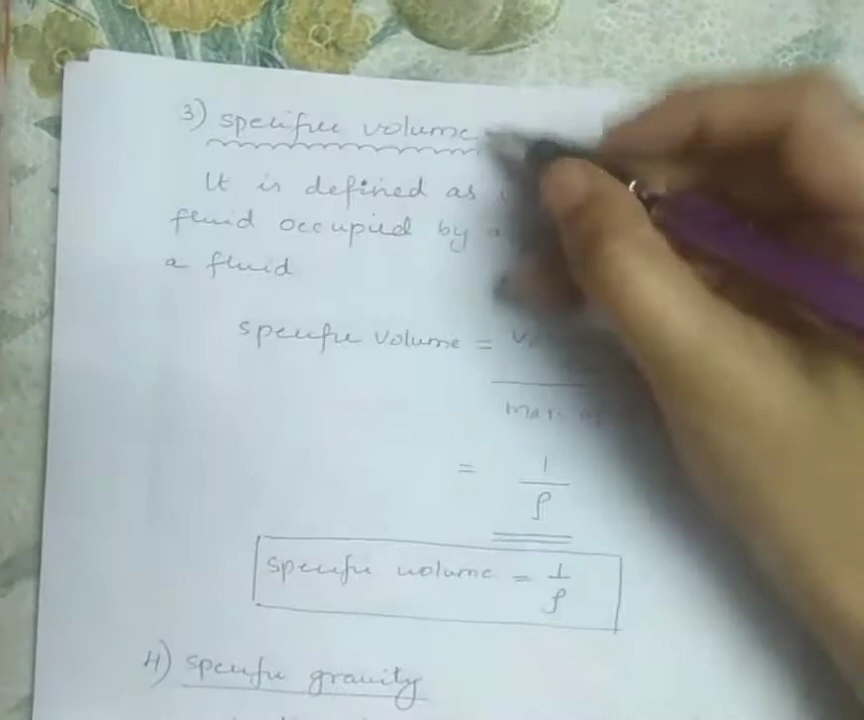 3) specific volume
It is defined as
fluid occupied by a
a fluid
specific volume =
mass
= 1
ρ
specific volume = 1
ρ
4) specific gravity